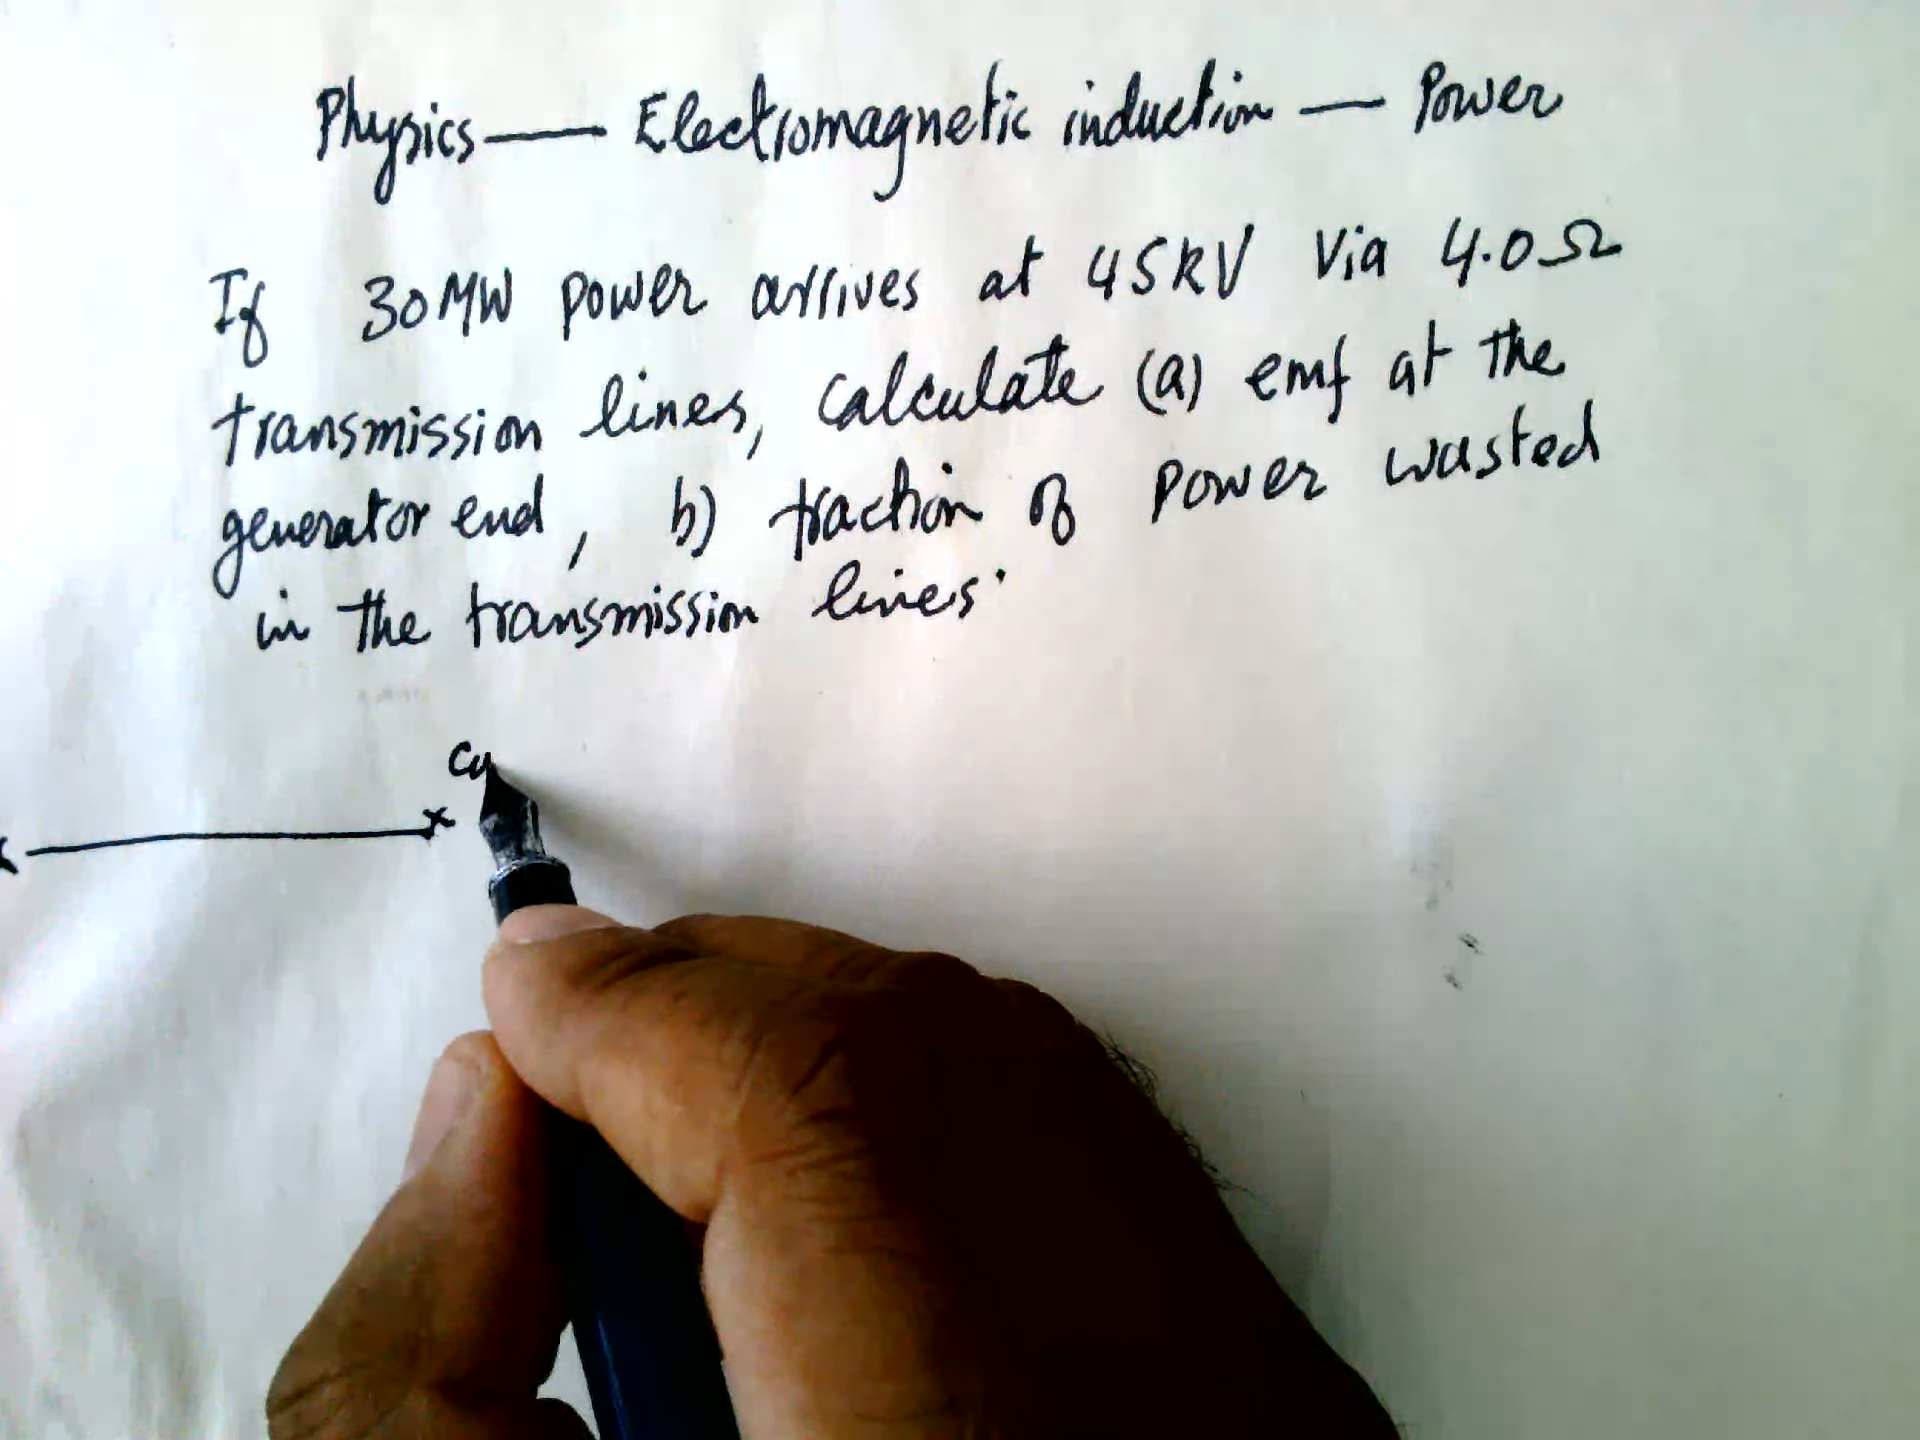 Physics — Electromagnetic induction — Power
If 30MW power arrives at 45kV via 4.0Ω
transmission lines, calculate (a) emf at the
generator end, b) fraction of power wasted
in the transmission lines.